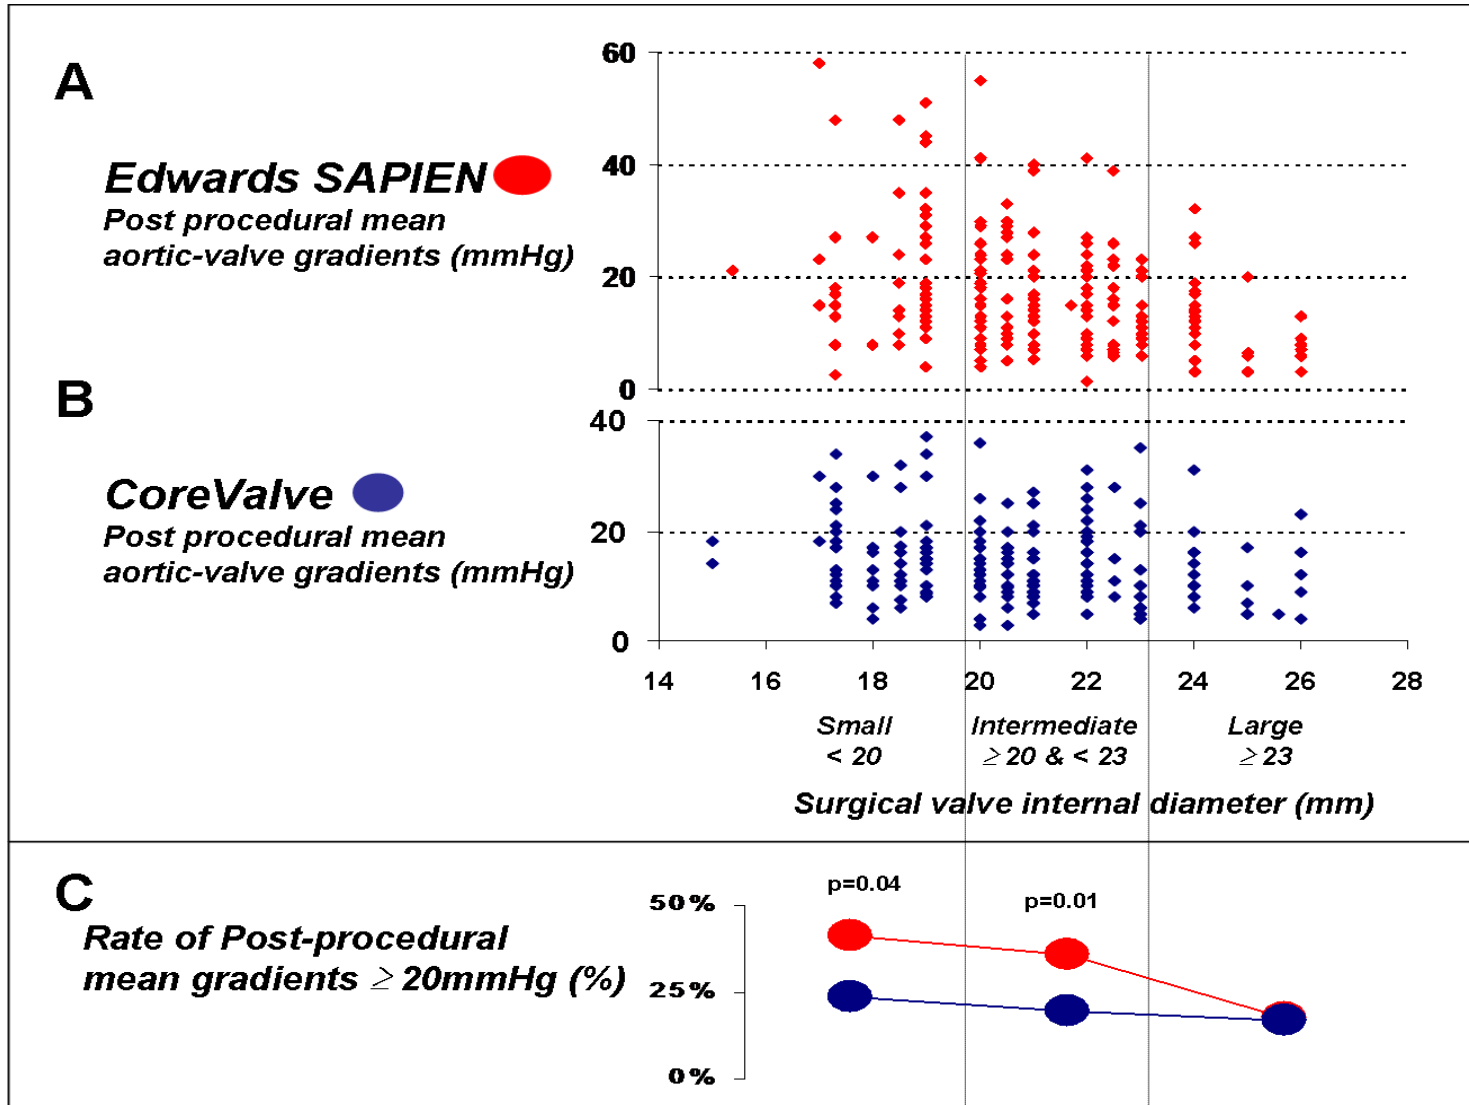 A
Edwards SAPIEN
Post procedural mean
aortic-valve gradients (mmHg)
60
40
20
0
B
CoreValve
Post procedural mean
aortic-valve gradients (mmHg)
40
20
0
14 16 18 20 22 24 26 28
Small Intermediate Large
< 20 ≥ 20 & < 23 ≥ 23
Surgical valve internal diameter (mm)
C
Rate of Post-procedural
mean gradients ≥ 20mmHg (%)
50%
25%
0%
p=0.04
p=0.01